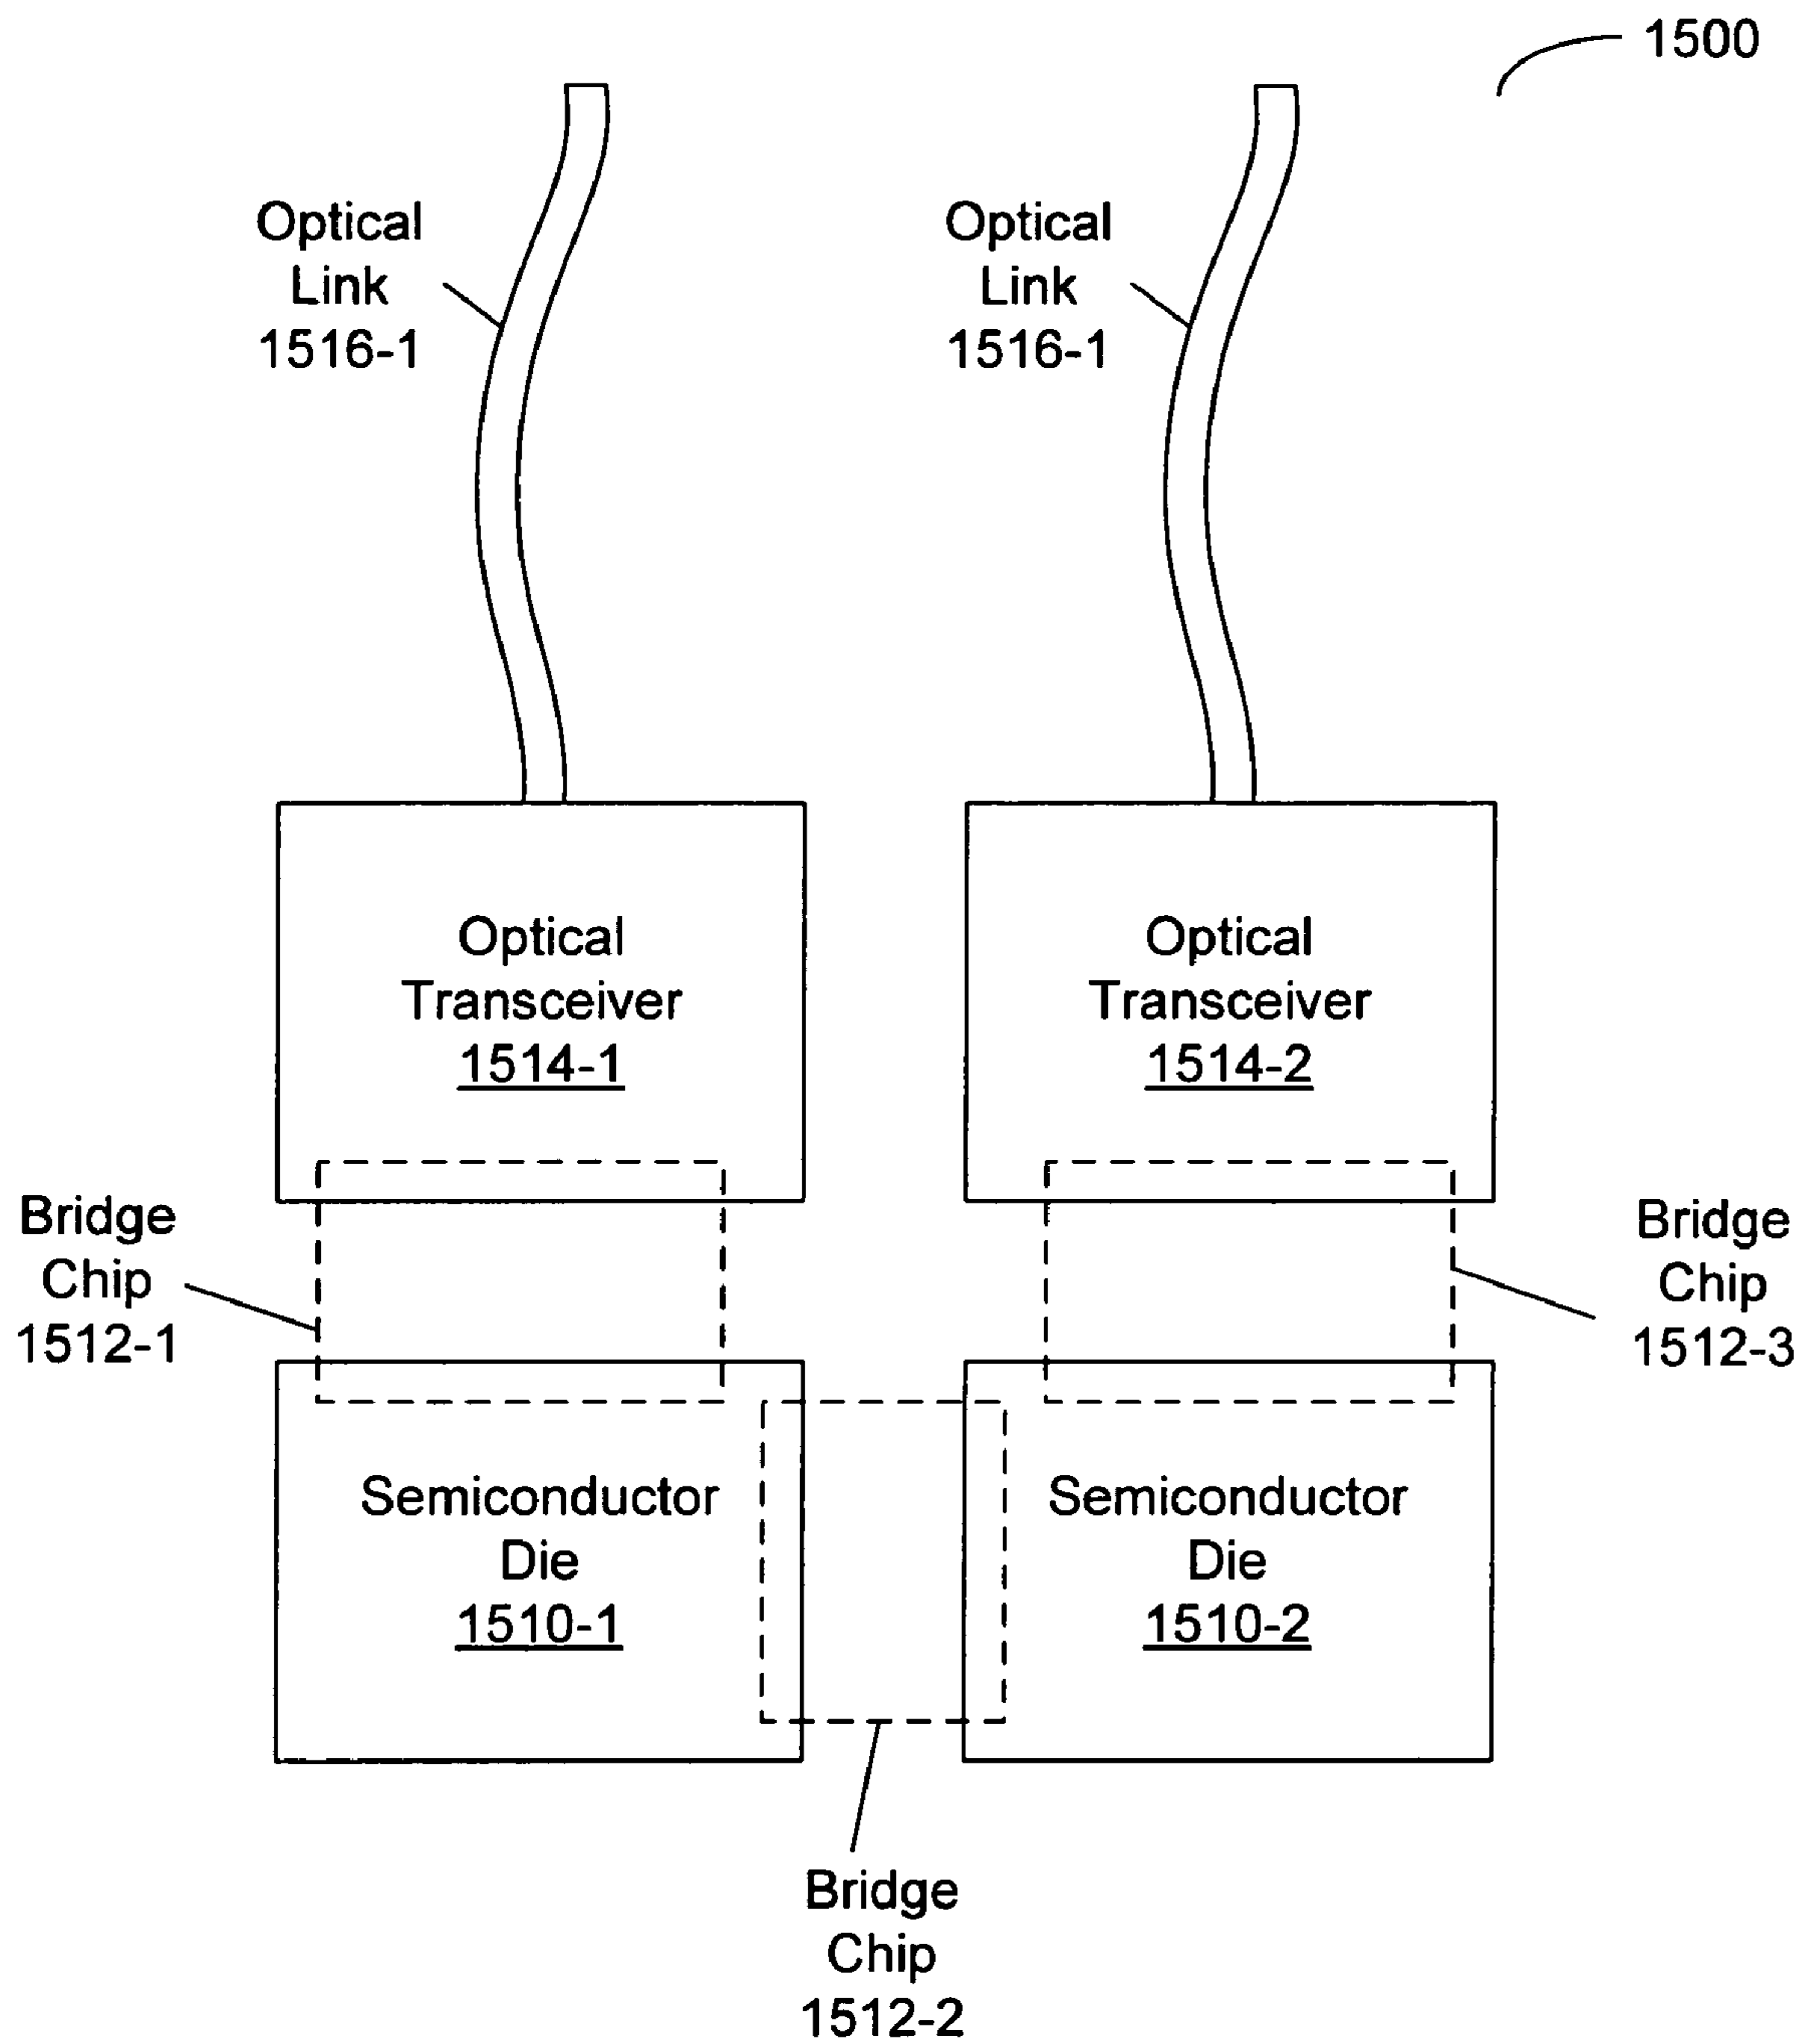 1500
Optical
Link
1516-1
Optical
Link
1516-1
Optical
Transceiver
1514-1
Optical
Transceiver
1514-2
Bridge
Chip
1512-1
Bridge
Chip
1512-3
Semiconductor
Die
1510-1
Semiconductor
Die
1510-2
Bridge
Chip
1512-2